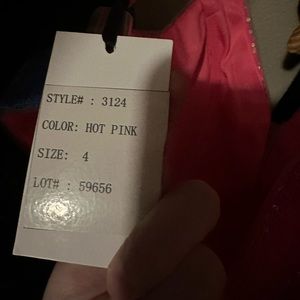 STYLE# : 3124
COLOR: HOT PINK
SIZE: 4
LOT# : 59656